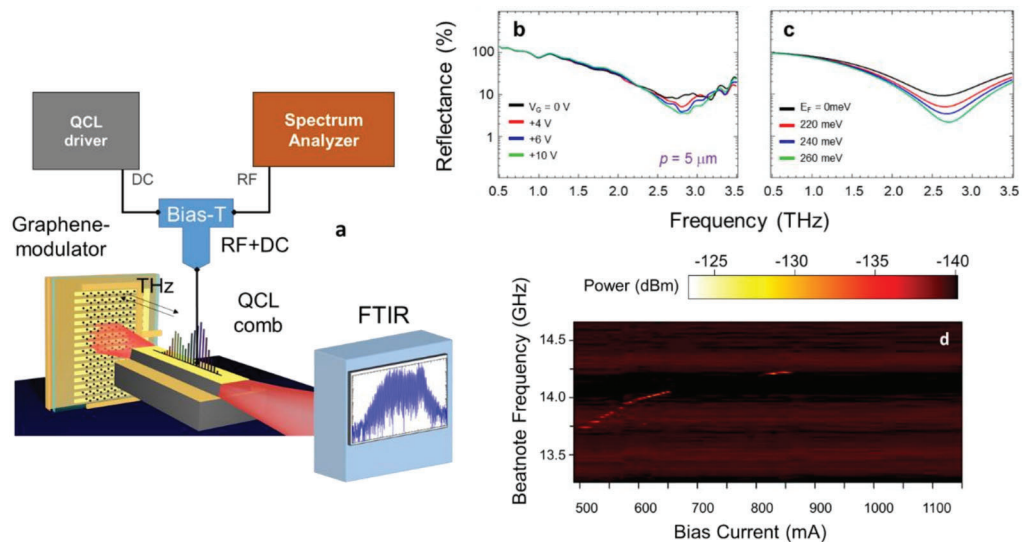 QCL
driver
Spectrum
Analyzer
DC
RF
Bias-T
a
Graphene-
modulator
RF+DC
THz
QCL
comb
FTIR
Reflectance (%)
b
c
100
10
1
V_G = 0 V
+4 V
+6 V
+10 V
p = 5 μm
E_F = 0meV
220 meV
240 meV
260 meV
0.5 1.0 1.5 2.0 2.5 3.0 3.5
0.5 1.0 1.5 2.0 2.5 3.0 3.5
Frequency (THz)
-125 -130 -135 -140
Power (dBm)
Beatnote Frequency (GHz)
d
14.5
14.0
13.5
500 600 700 800 900 1000 1100
Bias Current (mA)